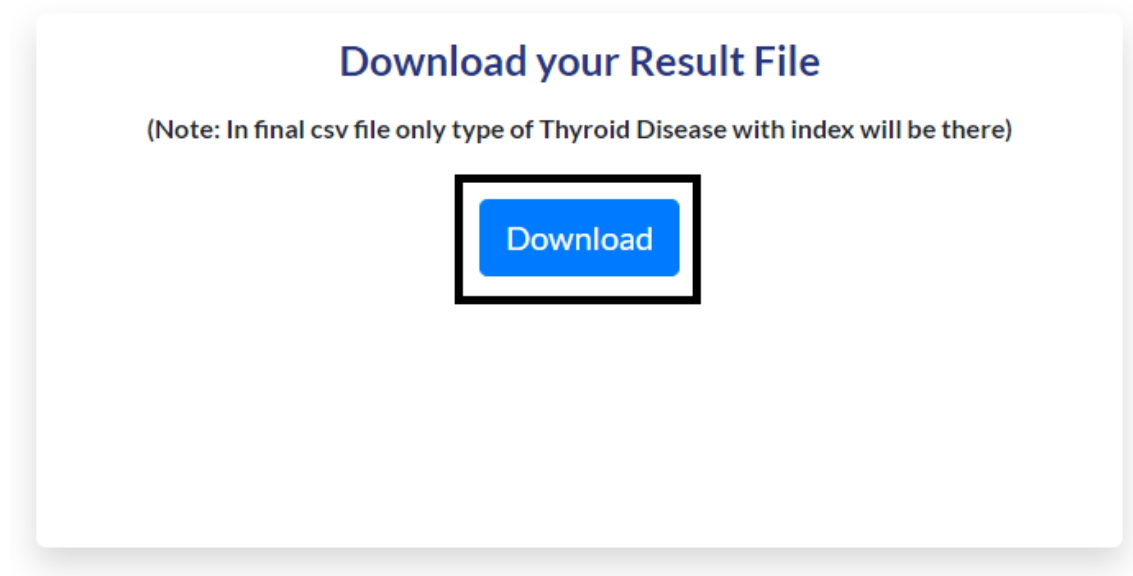 Download your Result File
(Note: In final csv file only type of Thyroid Disease with index will be there)
Download